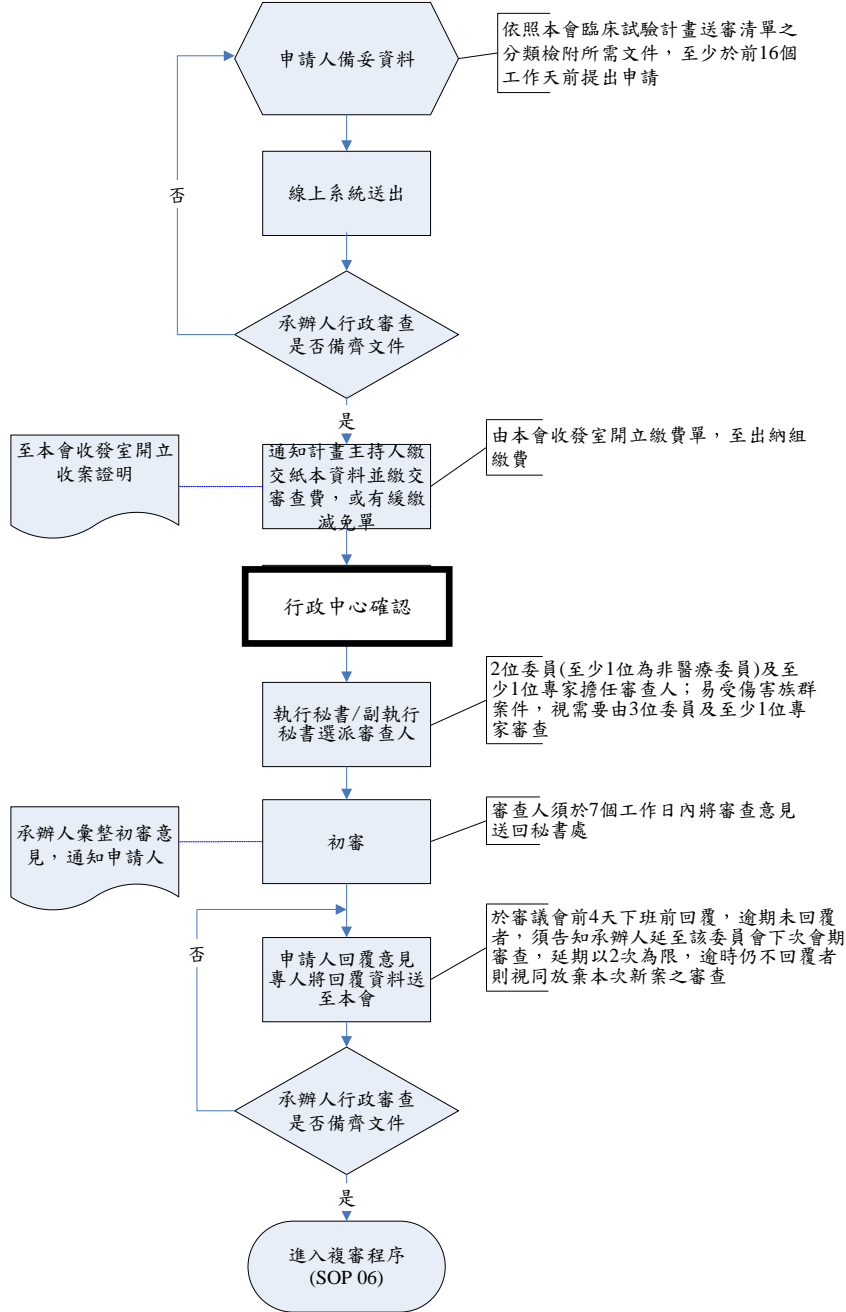 申請人備妥資料
依照本會臨床試驗計畫送審清單之
分類檢附所需文件，至少於前16個
工作天前提出申請
線上系統送出
否
承辦人行政審查
是否備齊文件
是
至本會收發室開立
收案證明
通知計畫主持人繳
交紙本資料並繳交
審查費，或有緩繳
減免單
由本會收發室開立繳費單，至出納組
繳費
行政中心確認
執行秘書/副執行
秘書選派審查人
2位委員(至少1位為非醫療委員)及至
少1位專家擔任審查人；易受傷害族群
案件，視需要由3位委員及至少1位專
家審查
承辦人彙整初審意
見，通知申請人
初審
審查人須於7個工作日內將審查意見
送回秘書處
否
申請人回覆意見
專人將回覆資料送
至本會
於審議會前4天下班前回覆，逾期未回覆
者，須告知承辦人延至該委員會下次會期
審查，延期以2次為限，逾時仍不回覆者
則視同放棄本次新案之審查
承辦人行政審查
是否備齊文件
是
進入複審程序
(SOP 06)